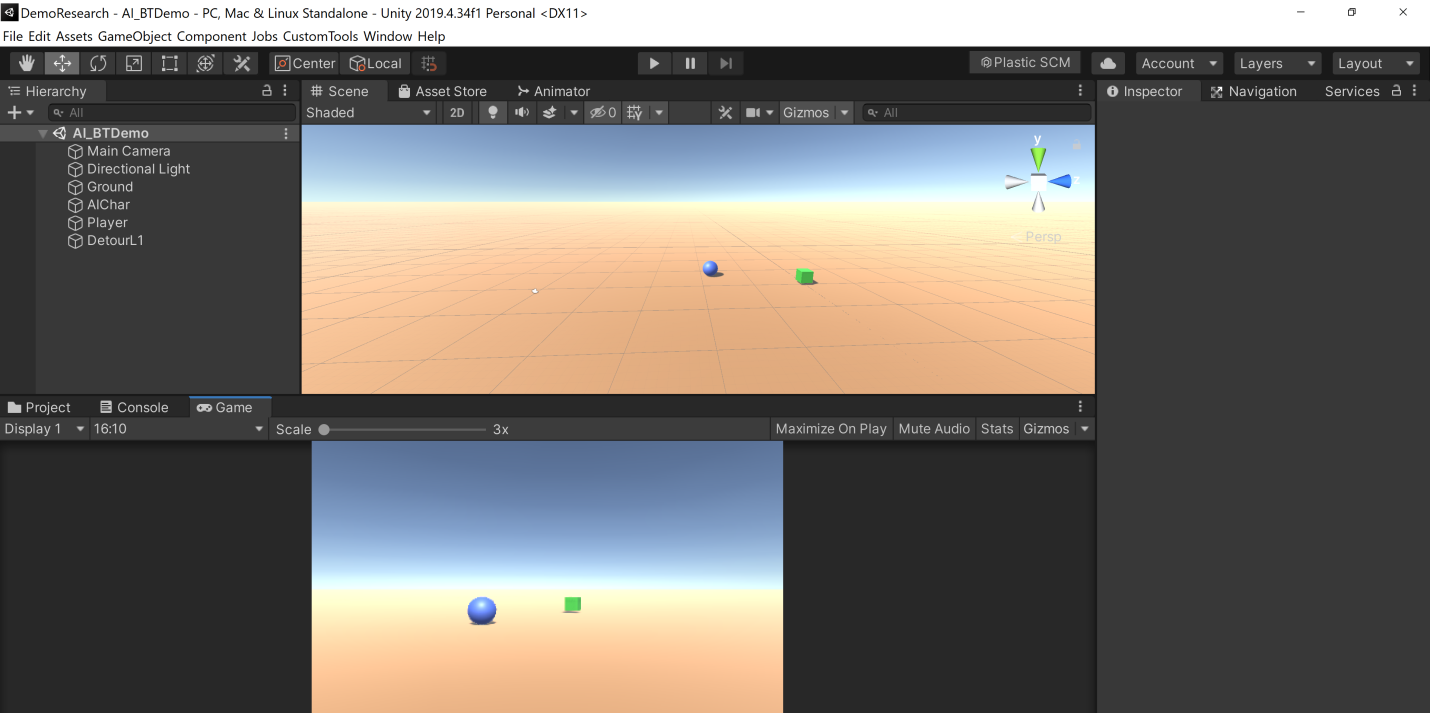 DemoResearch - AI_BTDemo - PC, Mac & Linux Standalone - Unity 2019.4.34f1 Personal <DX11>
File Edit Assets GameObject Component Jobs CustomTools Window Help
Center Local Plastic SCM Account Layers Layout
Hierarchy Scene Asset Store Animator Inspector Navigation Services
All Shaded 2D 0 Gizmos All
AI_BTDemo
Main Camera
Directional Light
Ground
AIChar
Player
DetourL1
y
z
< Persp
Project Console Game
Display 1 16:10 Scale 3x Maximize On Play Mute Audio Stats Gizmos